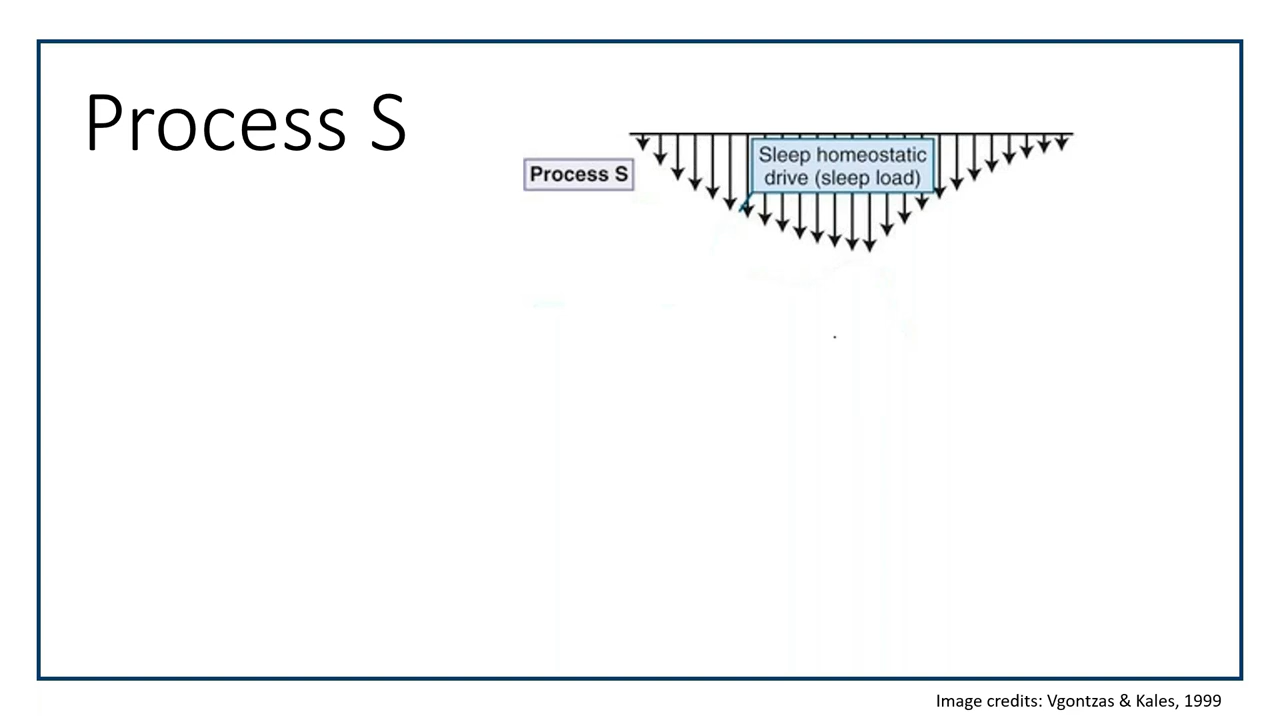 Process S
Process S
Sleep homeostatic
drive (sleep load)
Image credits: Vgontzas & Kales, 1999